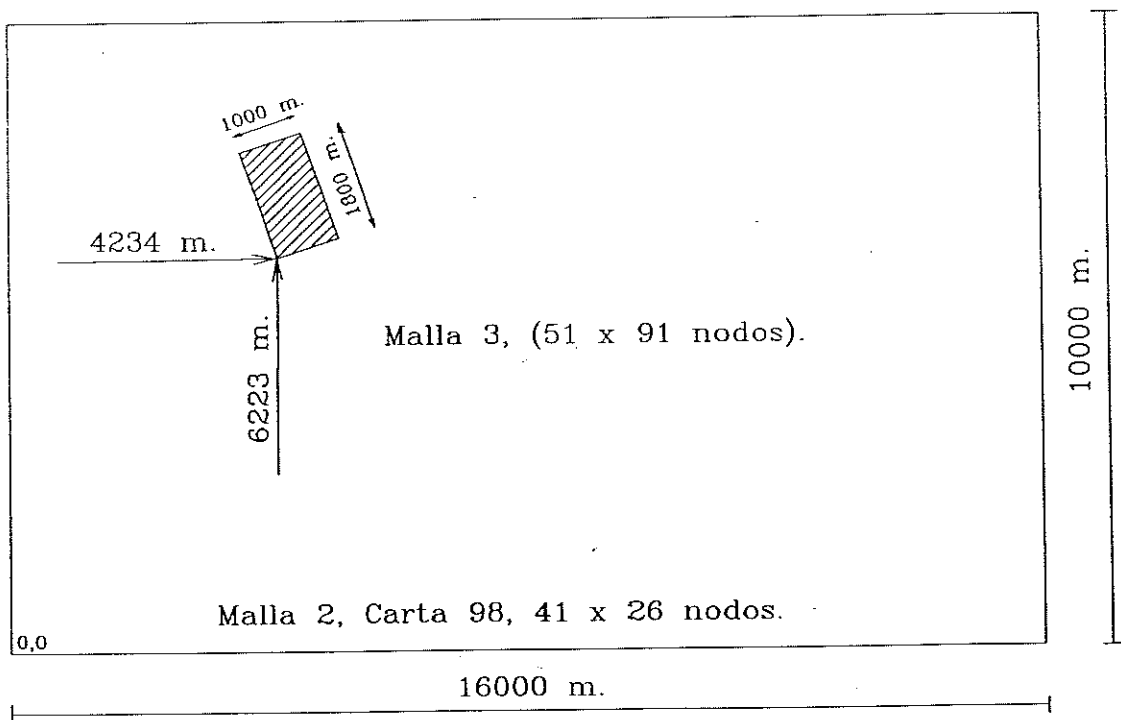 1000 m.
1800 m.
4234 m.
6223 m.
Malla 3, (51 x 91 nodos).
10000 m.
Malla 2, Carta 98, 41 x 26 nodos.
0,0
16000 m.